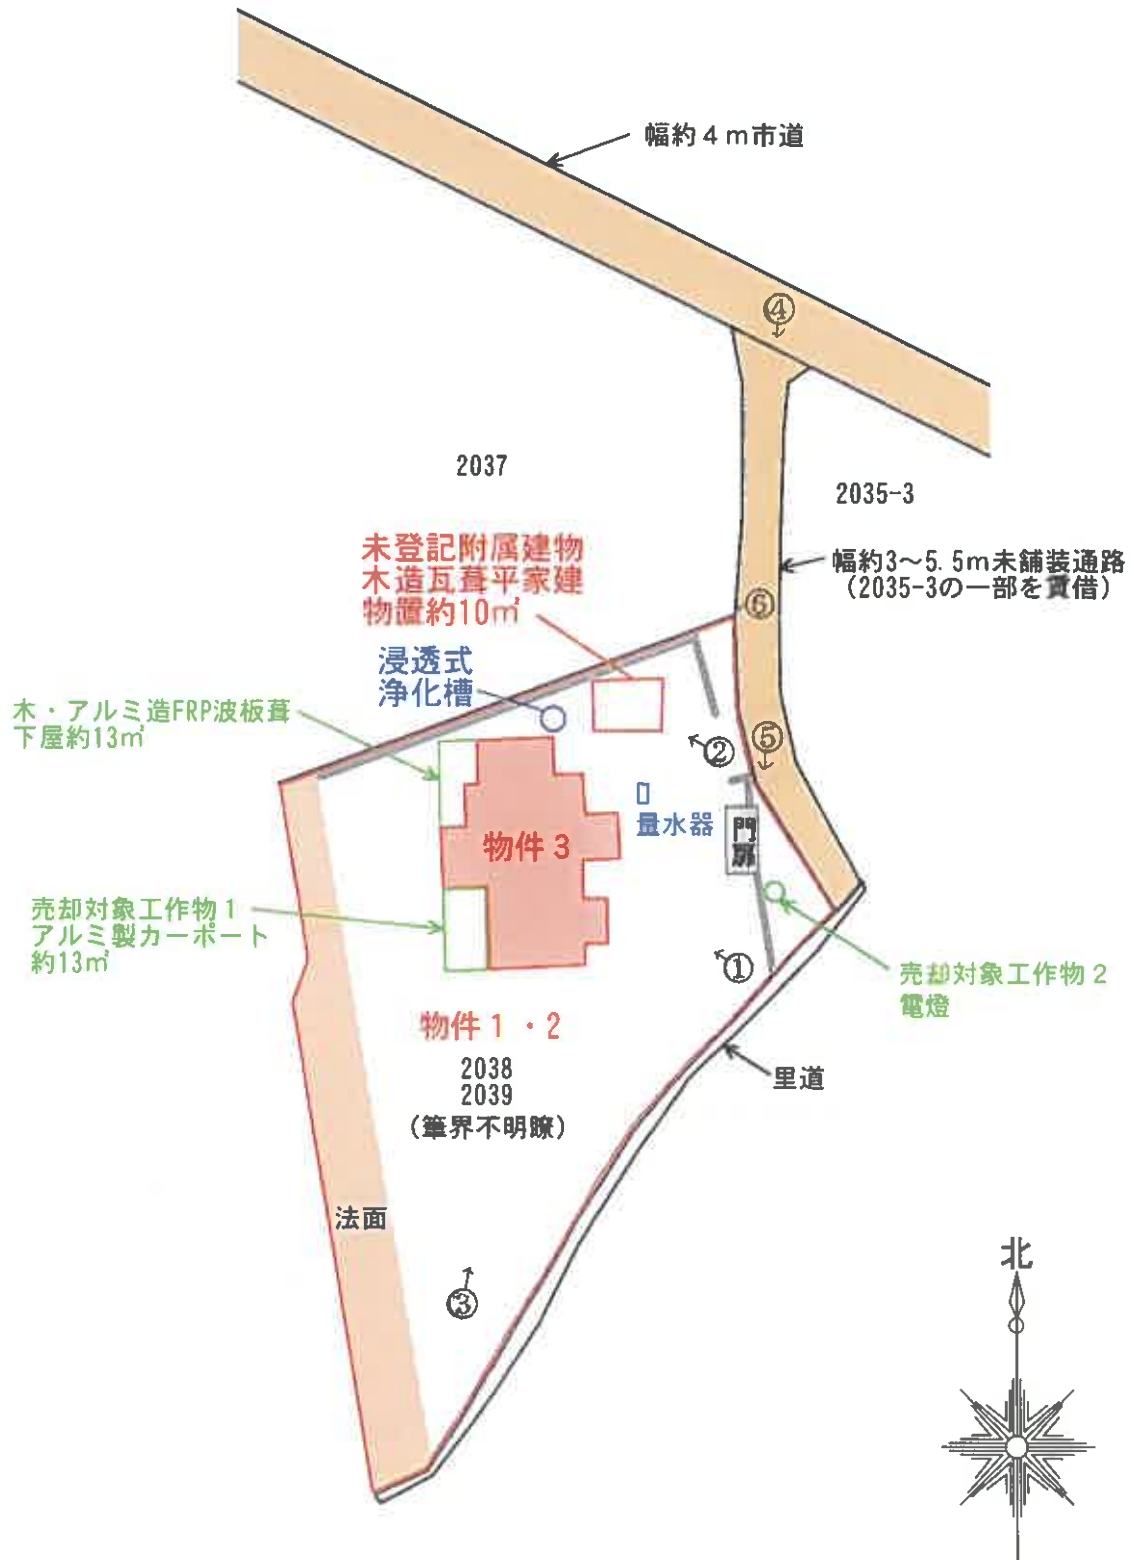 幅約4m市道
④
2037
2035-3
未登記附属建物
木造瓦葺平家建
物置約10㎡
幅約3～5.5m未舗装通路
(2035-3の一部を賃借)
⑥
浸透式
浄化槽
木・アルミ造FRP波板葺
下屋約13㎡
②
⑤
量水器
門扉
物件3
売却対象工作物1
アルミ製カーポート
約13㎡
①
売却対象工作物2
電燈
物件1・2
2038
2039
(筆界不明瞭)
里道
法面
③
北